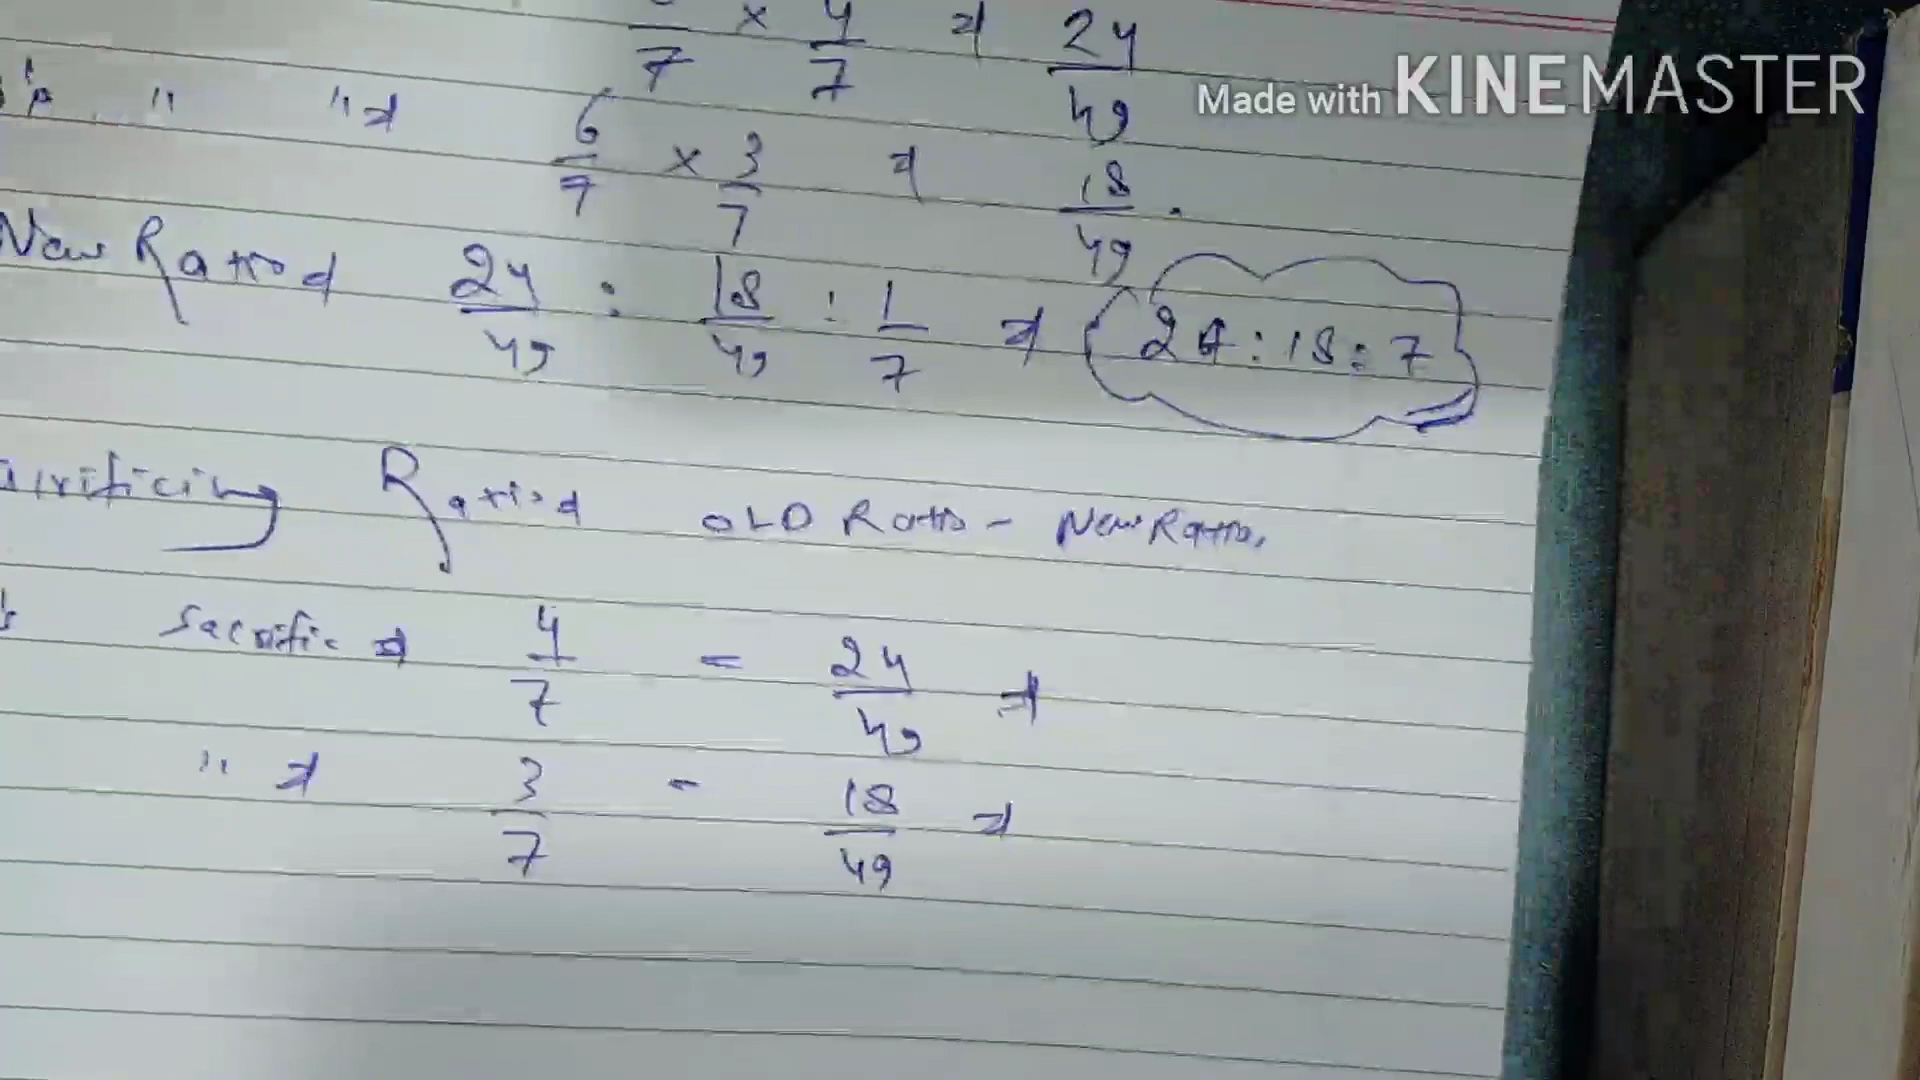 7 × 4/7 ⇒ 24/49
Made with KINEMASTER
" " ⇒ 6/7 × 3/7 ⇒ 18/49.
New Ratio ⇒ 24/49 : 18/49 : 1/7 ⇒ 24:18:7
crificing Ratio ⇒ OLD Ratio - New Ratio.
Sacrific ⇒ 4/7 - 24/49 ⇒
" ⇒ 3/7 - 18/49 ⇒